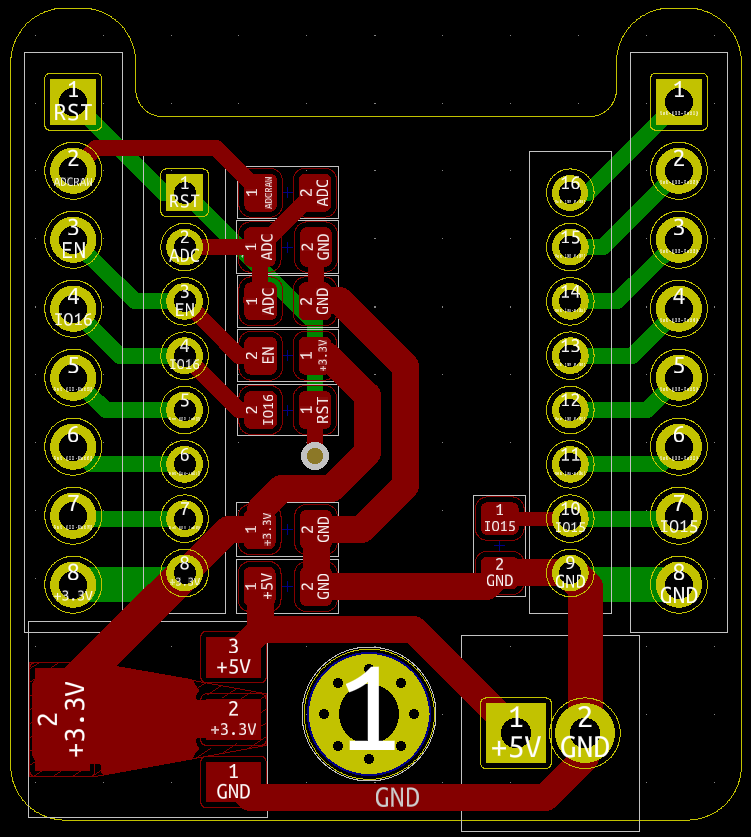 1
RST
2
ADCRAW
3
EN
4
IO16
5
6
7
8
+3.3V
1
RST
2
ADC
3
EN
4
IO16
5
6
7
8
+3.3V
1
ADCRAW
2
ADC
1
ADC
2
GND
1
ADC
2
GND
2
EN
1
+3.3V
2
IO16
1
RST
1
+3.3V
2
GND
1
+5V
2
GND
1
IO15
2
GND
16
15
14
13
12
11
10
IO15
9
GND
1
2
3
4
5
6
7
IO15
8
GND
2
+3.3V
3
+5V
2
+3.3V
1
GND
1
1
+5V
2
GND
GND